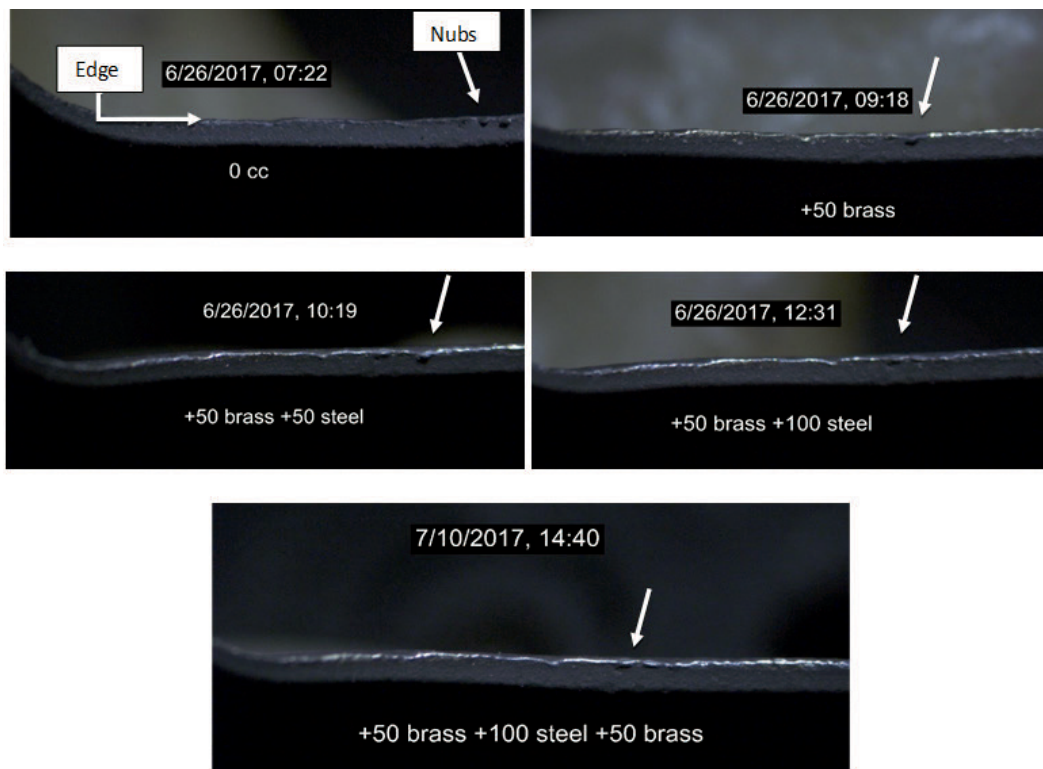 Nubs
Edge
6/26/2017, 07:22
0 cc
6/26/2017, 09:18
+50 brass
6/26/2017, 10:19
+50 brass +50 steel
6/26/2017, 12:31
+50 brass +100 steel
7/10/2017, 14:40
+50 brass +100 steel +50 brass